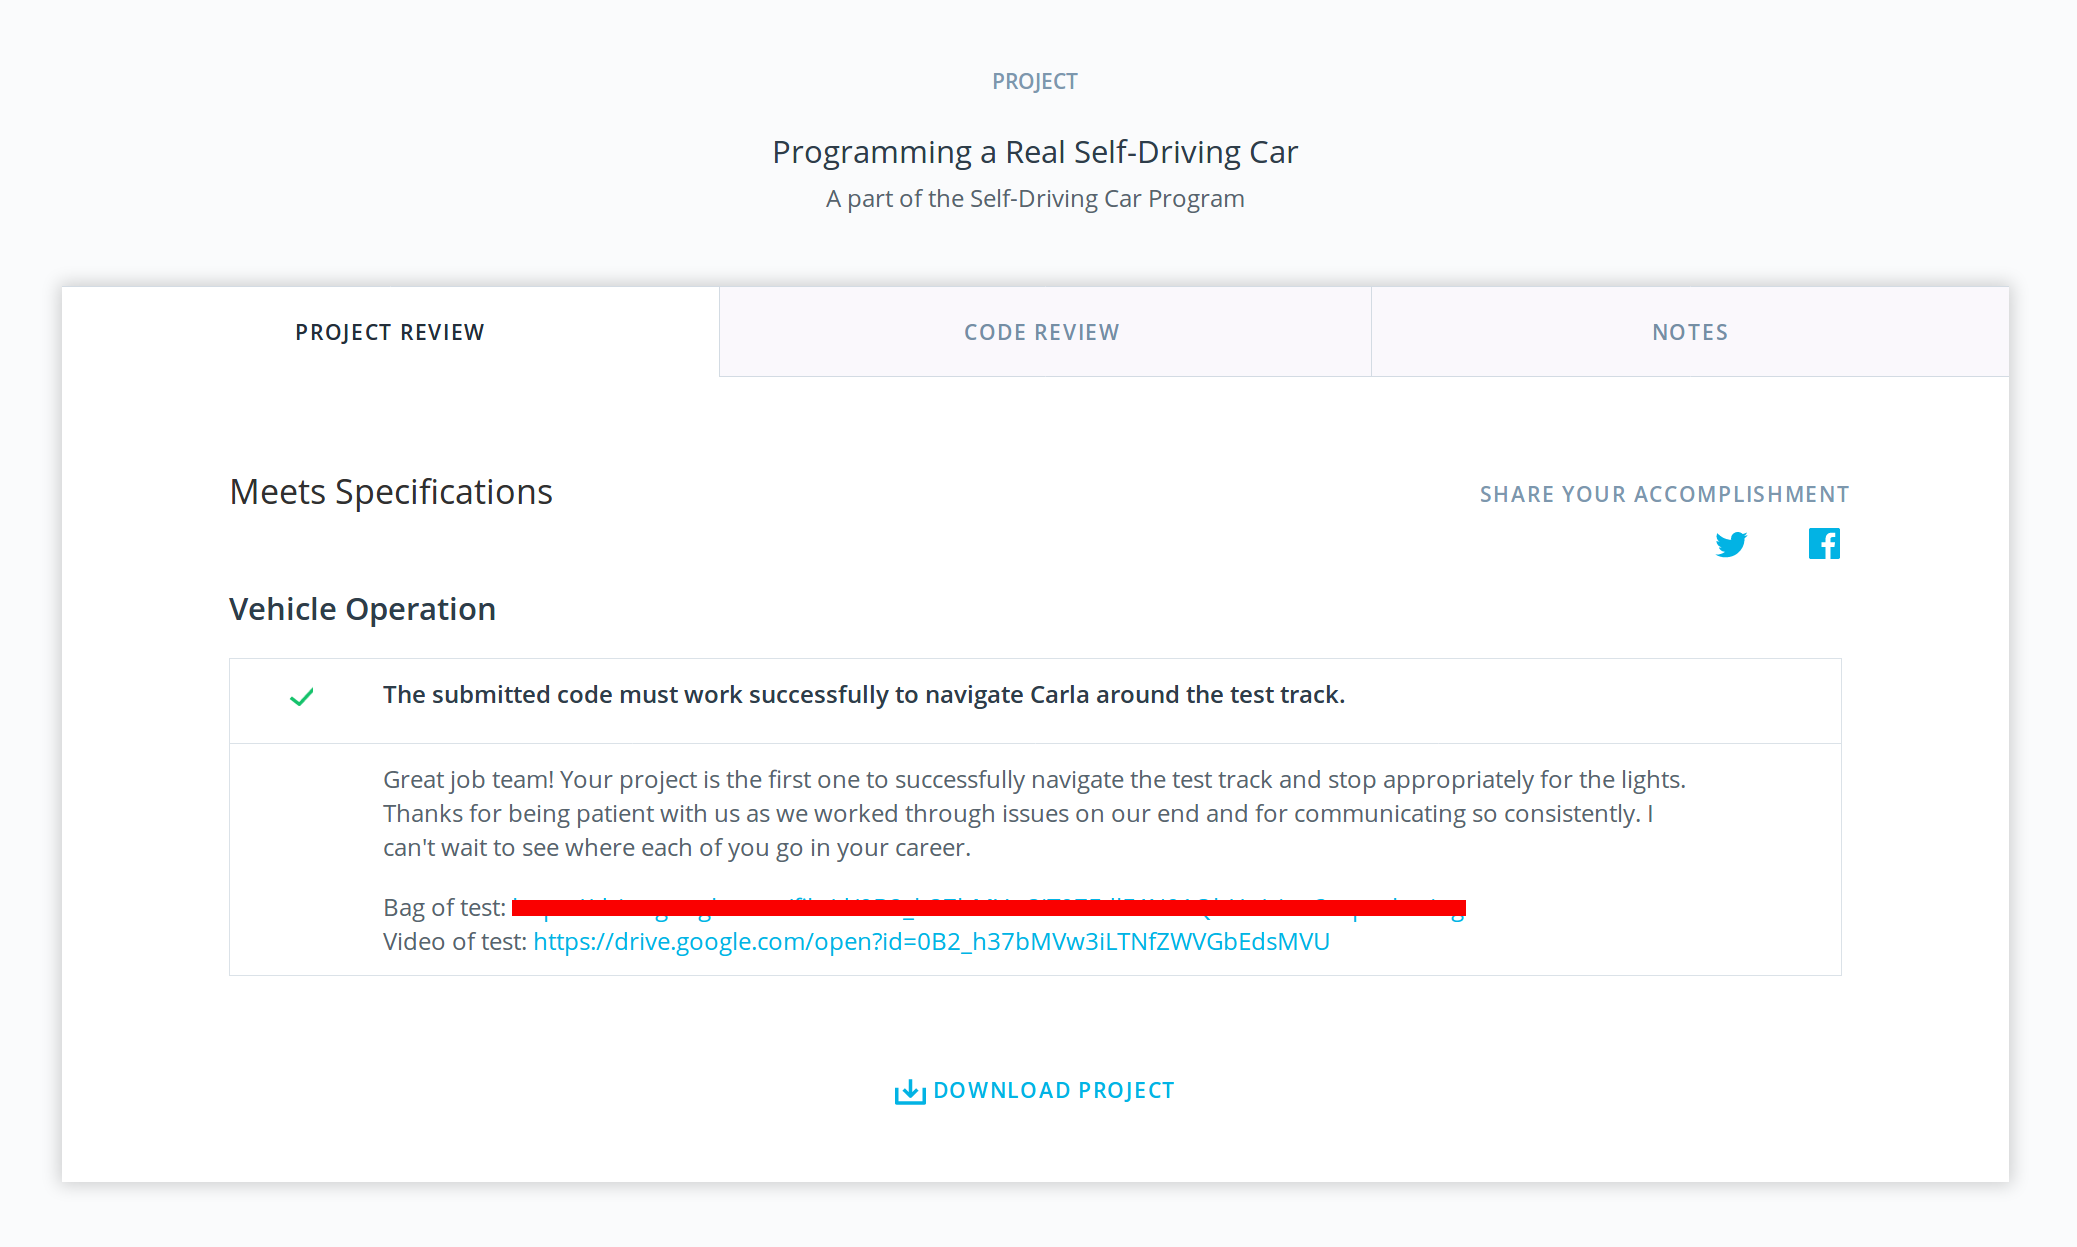 PROJECT
Programming a Real Self-Driving Car
A part of the Self-Driving Car Program
PROJECT REVIEW
CODE REVIEW
NOTES
Meets Specifications
SHARE YOUR ACCOMPLISHMENT
Vehicle Operation
The submitted code must work successfully to navigate Carla around the test track.
Great job team! Your project is the first one to successfully navigate the test track and stop appropriately for the lights.
Thanks for being patient with us as we worked through issues on our end and for communicating so consistently. I
can't wait to see where each of you go in your career.
Bag of test:
Video of test: https://drive.google.com/open?id=0B2_h37bMVw3iLTNfZWVGbEdsMVU
DOWNLOAD PROJECT